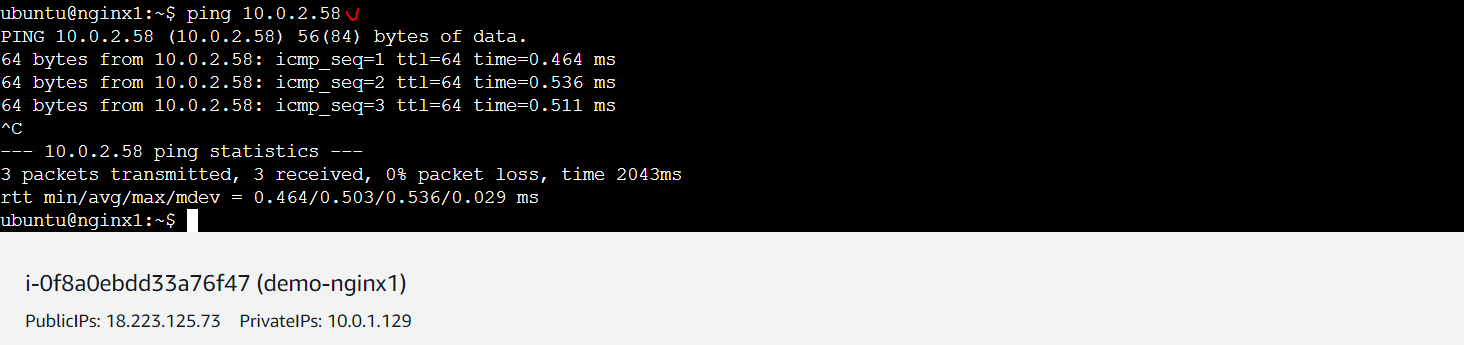 ubuntu@nginx1:~$ ping 10.0.2.58
PING 10.0.2.58 (10.0.2.58) 56(84) bytes of data.
64 bytes from 10.0.2.58: icmp_seq=1 ttl=64 time=0.464 ms
64 bytes from 10.0.2.58: icmp_seq=2 ttl=64 time=0.536 ms
64 bytes from 10.0.2.58: icmp_seq=3 ttl=64 time=0.511 ms
^C
--- 10.0.2.58 ping statistics ---
3 packets transmitted, 3 received, 0% packet loss, time 2043ms
rtt min/avg/max/mdev = 0.464/0.503/0.536/0.029 ms
ubuntu@nginx1:~$
i-0f8a0ebdd33a76f47 (demo-nginx1)
PublicIPs: 18.223.125.73 PrivateIPs: 10.0.1.129